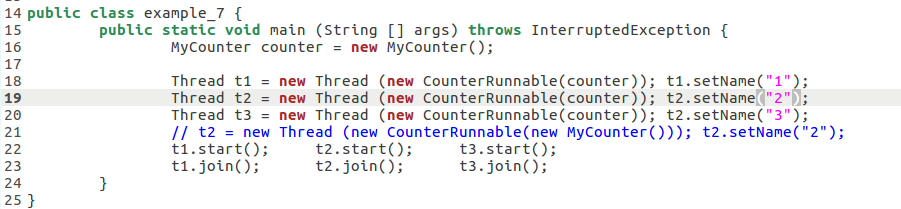 14 public class example_7 {
15         public static void main (String [] args) throws InterruptedException {
16                 MyCounter counter = new MyCounter();
17
18                 Thread t1 = new Thread (new CounterRunnable(counter)); t1.setName("1");
19                 Thread t2 = new Thread (new CounterRunnable(counter)); t2.setName("2");
20                 Thread t3 = new Thread (new CounterRunnable(counter)); t2.setName("3");
21                 // t2 = new Thread (new CounterRunnable(new MyCounter())); t2.setName("2");
22                 t1.start();     t2.start();     t3.start();
23                 t1.join();      t2.join();      t3.join();
24         }
25 }